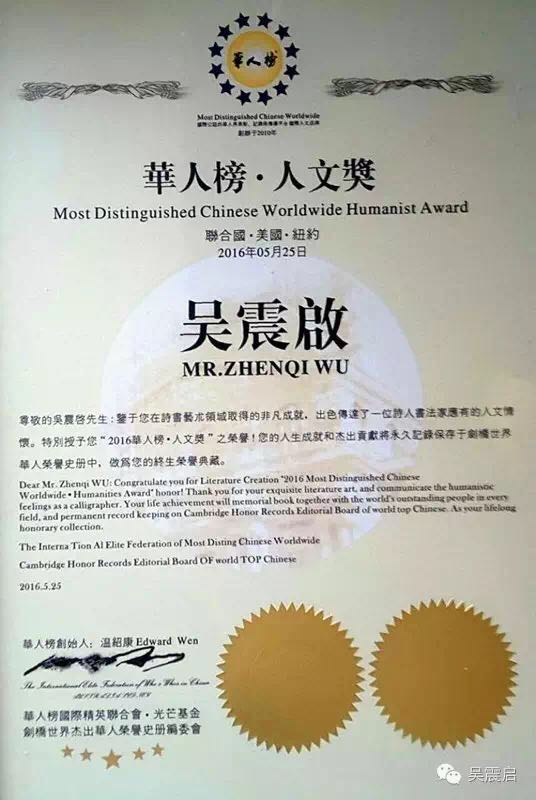 華人榜
Most Distinguished Chinese Worldwide
創辦于2010年
華人榜·人文獎
Most Distinguished Chinese Worldwide Humanist Award
聯合國·美國·紐約
2016年05月25日
吴震啟
MR.ZHENQI WU
尊敬的吳震啓先生：鑒于您在詩書藝朮領域取得的非凡成就，出色傳達了一位詩人書法家應有的人文情
懷。特別授予您“2016華人榜·人文獎”之榮譽！您的人生成就和杰出貢獻將永久記錄保存于劍橋世界
華人榮譽史册中，做爲您的終生榮譽典藏。
Dear Mr. Zhenqi WU: Congratulate you for Literature Creation "2016 Most Distinguished Chinese
Worldwide·Humanities Award" honor! Thank you for your exquisite literature art, and communicate the humanistic
feelings as a calligrapher. Your life achievement will memorial book together with the world's outstanding people in every
field, and permanent record keeping on Cambridge Honor Records Editorial Board of world top Chinese. As your lifelong
honorary collection.
The Interna Tion Al Elite Federation of Most Disting Chinese Worldwide
Cambridge Honor Records Editorial Board OF world TOP Chinese
2016.5.25
華人榜創始人：温紹康 Edward Wen
The International Elite Federation of Who's Who in China
華人榜國際精英聯合會·光芒基金
劍橋世界杰出華人榮譽史册編委會
吴震启